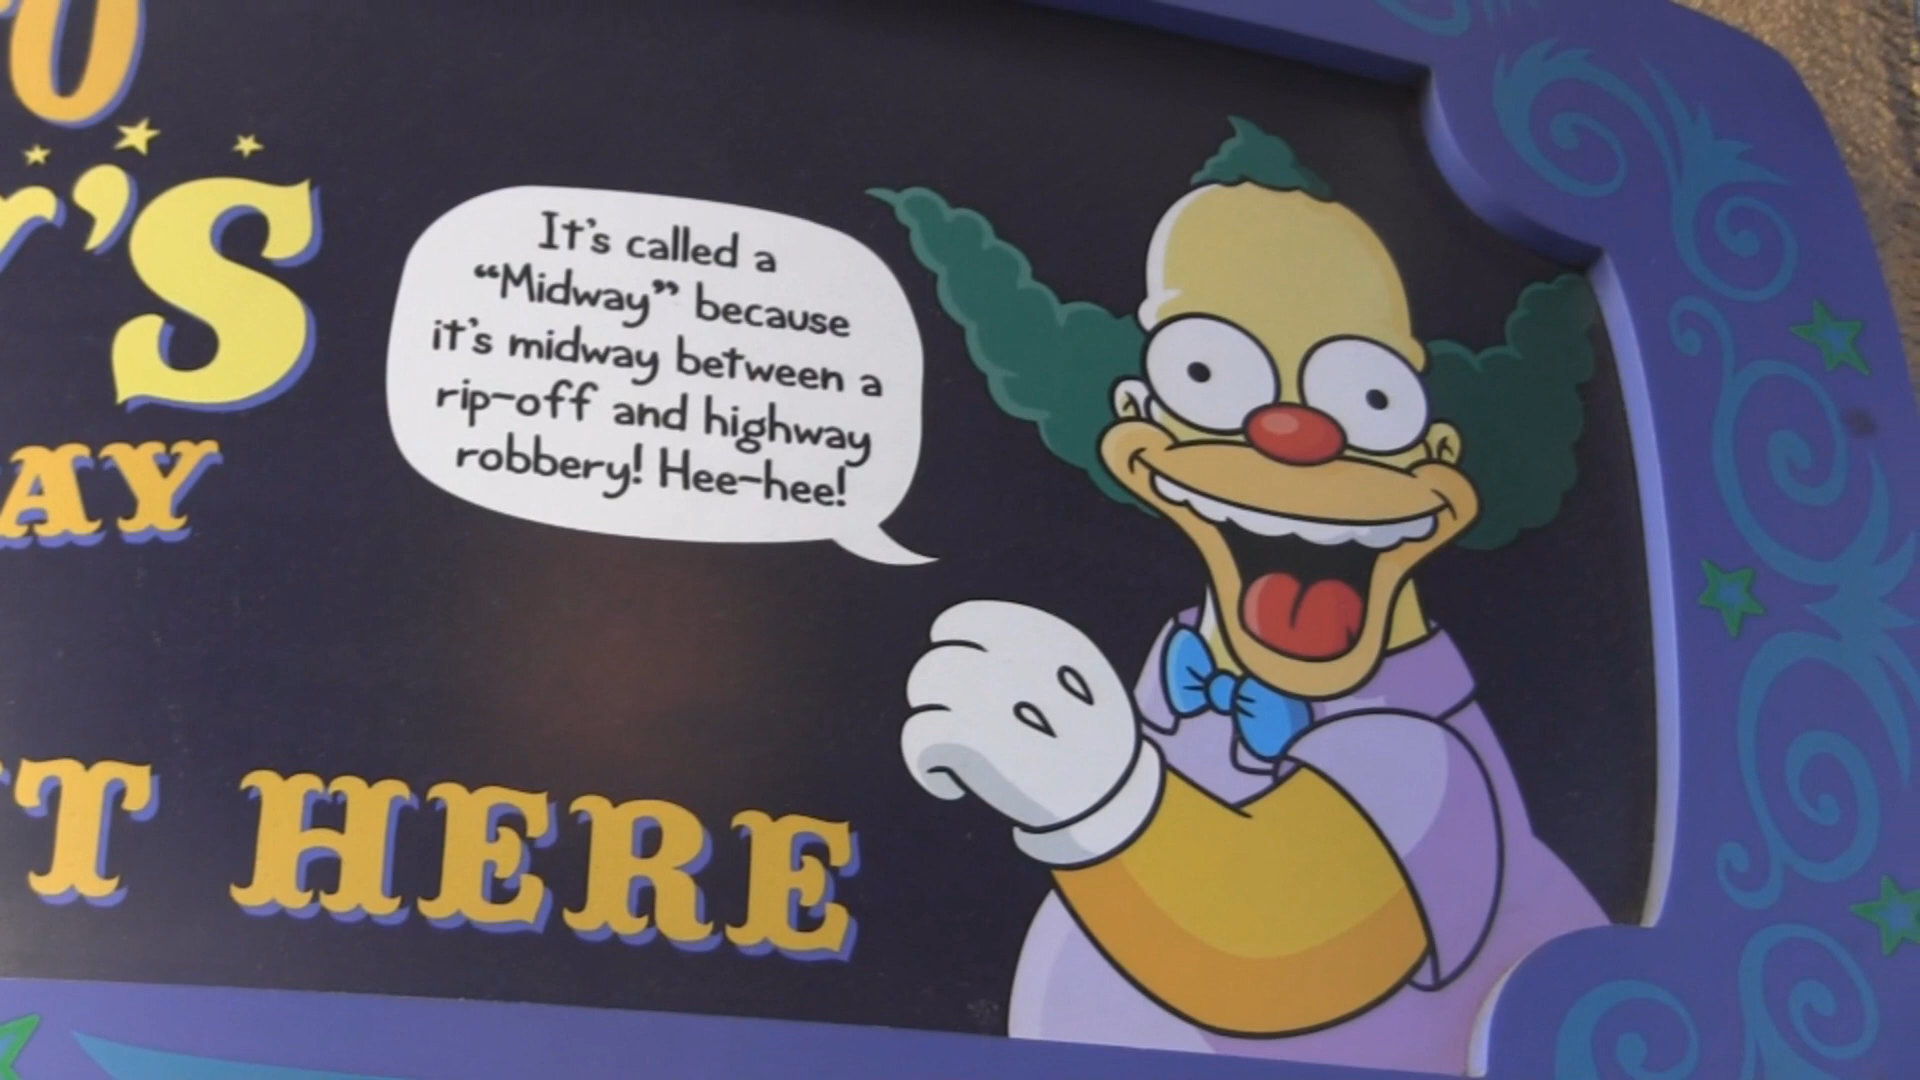 'S
AY
It's called a
“Midway” because
it's midway between a
rip-off and highway
robbery! Hee-hee!
T HERE